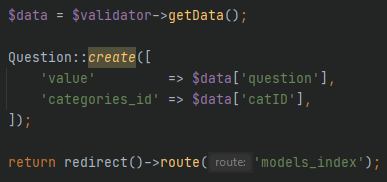 $data = $validator->getData();
Question::create([
'value' => $data['question'],
'categories_id' => $data['catID'],
]);
return redirect()->route( route: 'models_index');